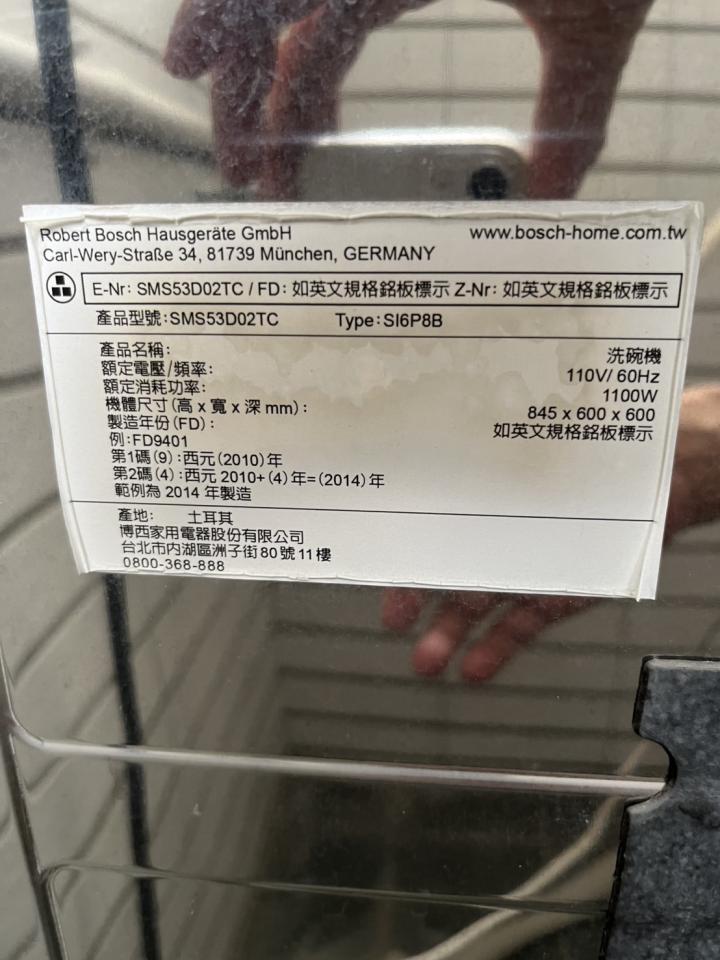 Robert Bosch Hausgeräte GmbH www.bosch-home.com.tw
Carl-Wery-Straße 34, 81739 München, GERMANY
E-Nr: SMS53D02TC / FD: 如英文規格銘板標示 Z-Nr: 如英文規格銘板標示
產品型號:SMS53D02TC Type:SI6P8B
產品名稱: 洗碗機
額定電壓/頻率: 110V/ 60Hz
額定消耗功率: 1100W
機體尺寸(高 x 寬 x 深 mm): 845 x 600 x 600
製造年份(FD): 如英文規格銘板標示
例:FD9401
第1碼(9):西元(2010)年
第2碼(4):西元 2010+(4)年=(2014)年
範例為 2014 年製造
產地: 土耳其
博西家用電器股份有限公司
台北市內湖區洲子街80號11樓
0800-368-888